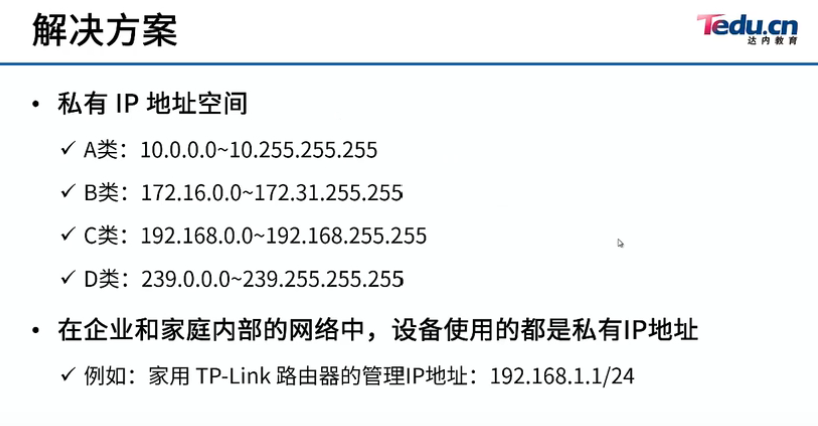 解决方案
Tedu.cn
达内教育
• 私有 IP 地址空间
✓ A类：10.0.0.0~10.255.255.255
✓ B类：172.16.0.0~172.31.255.255
✓ C类：192.168.0.0~192.168.255.255
✓ D类：239.0.0.0~239.255.255.255
• 在企业和家庭内部的网络中，设备使用的都是私有IP地址
✓ 例如：家用 TP-Link 路由器的管理IP地址：192.168.1.1/24